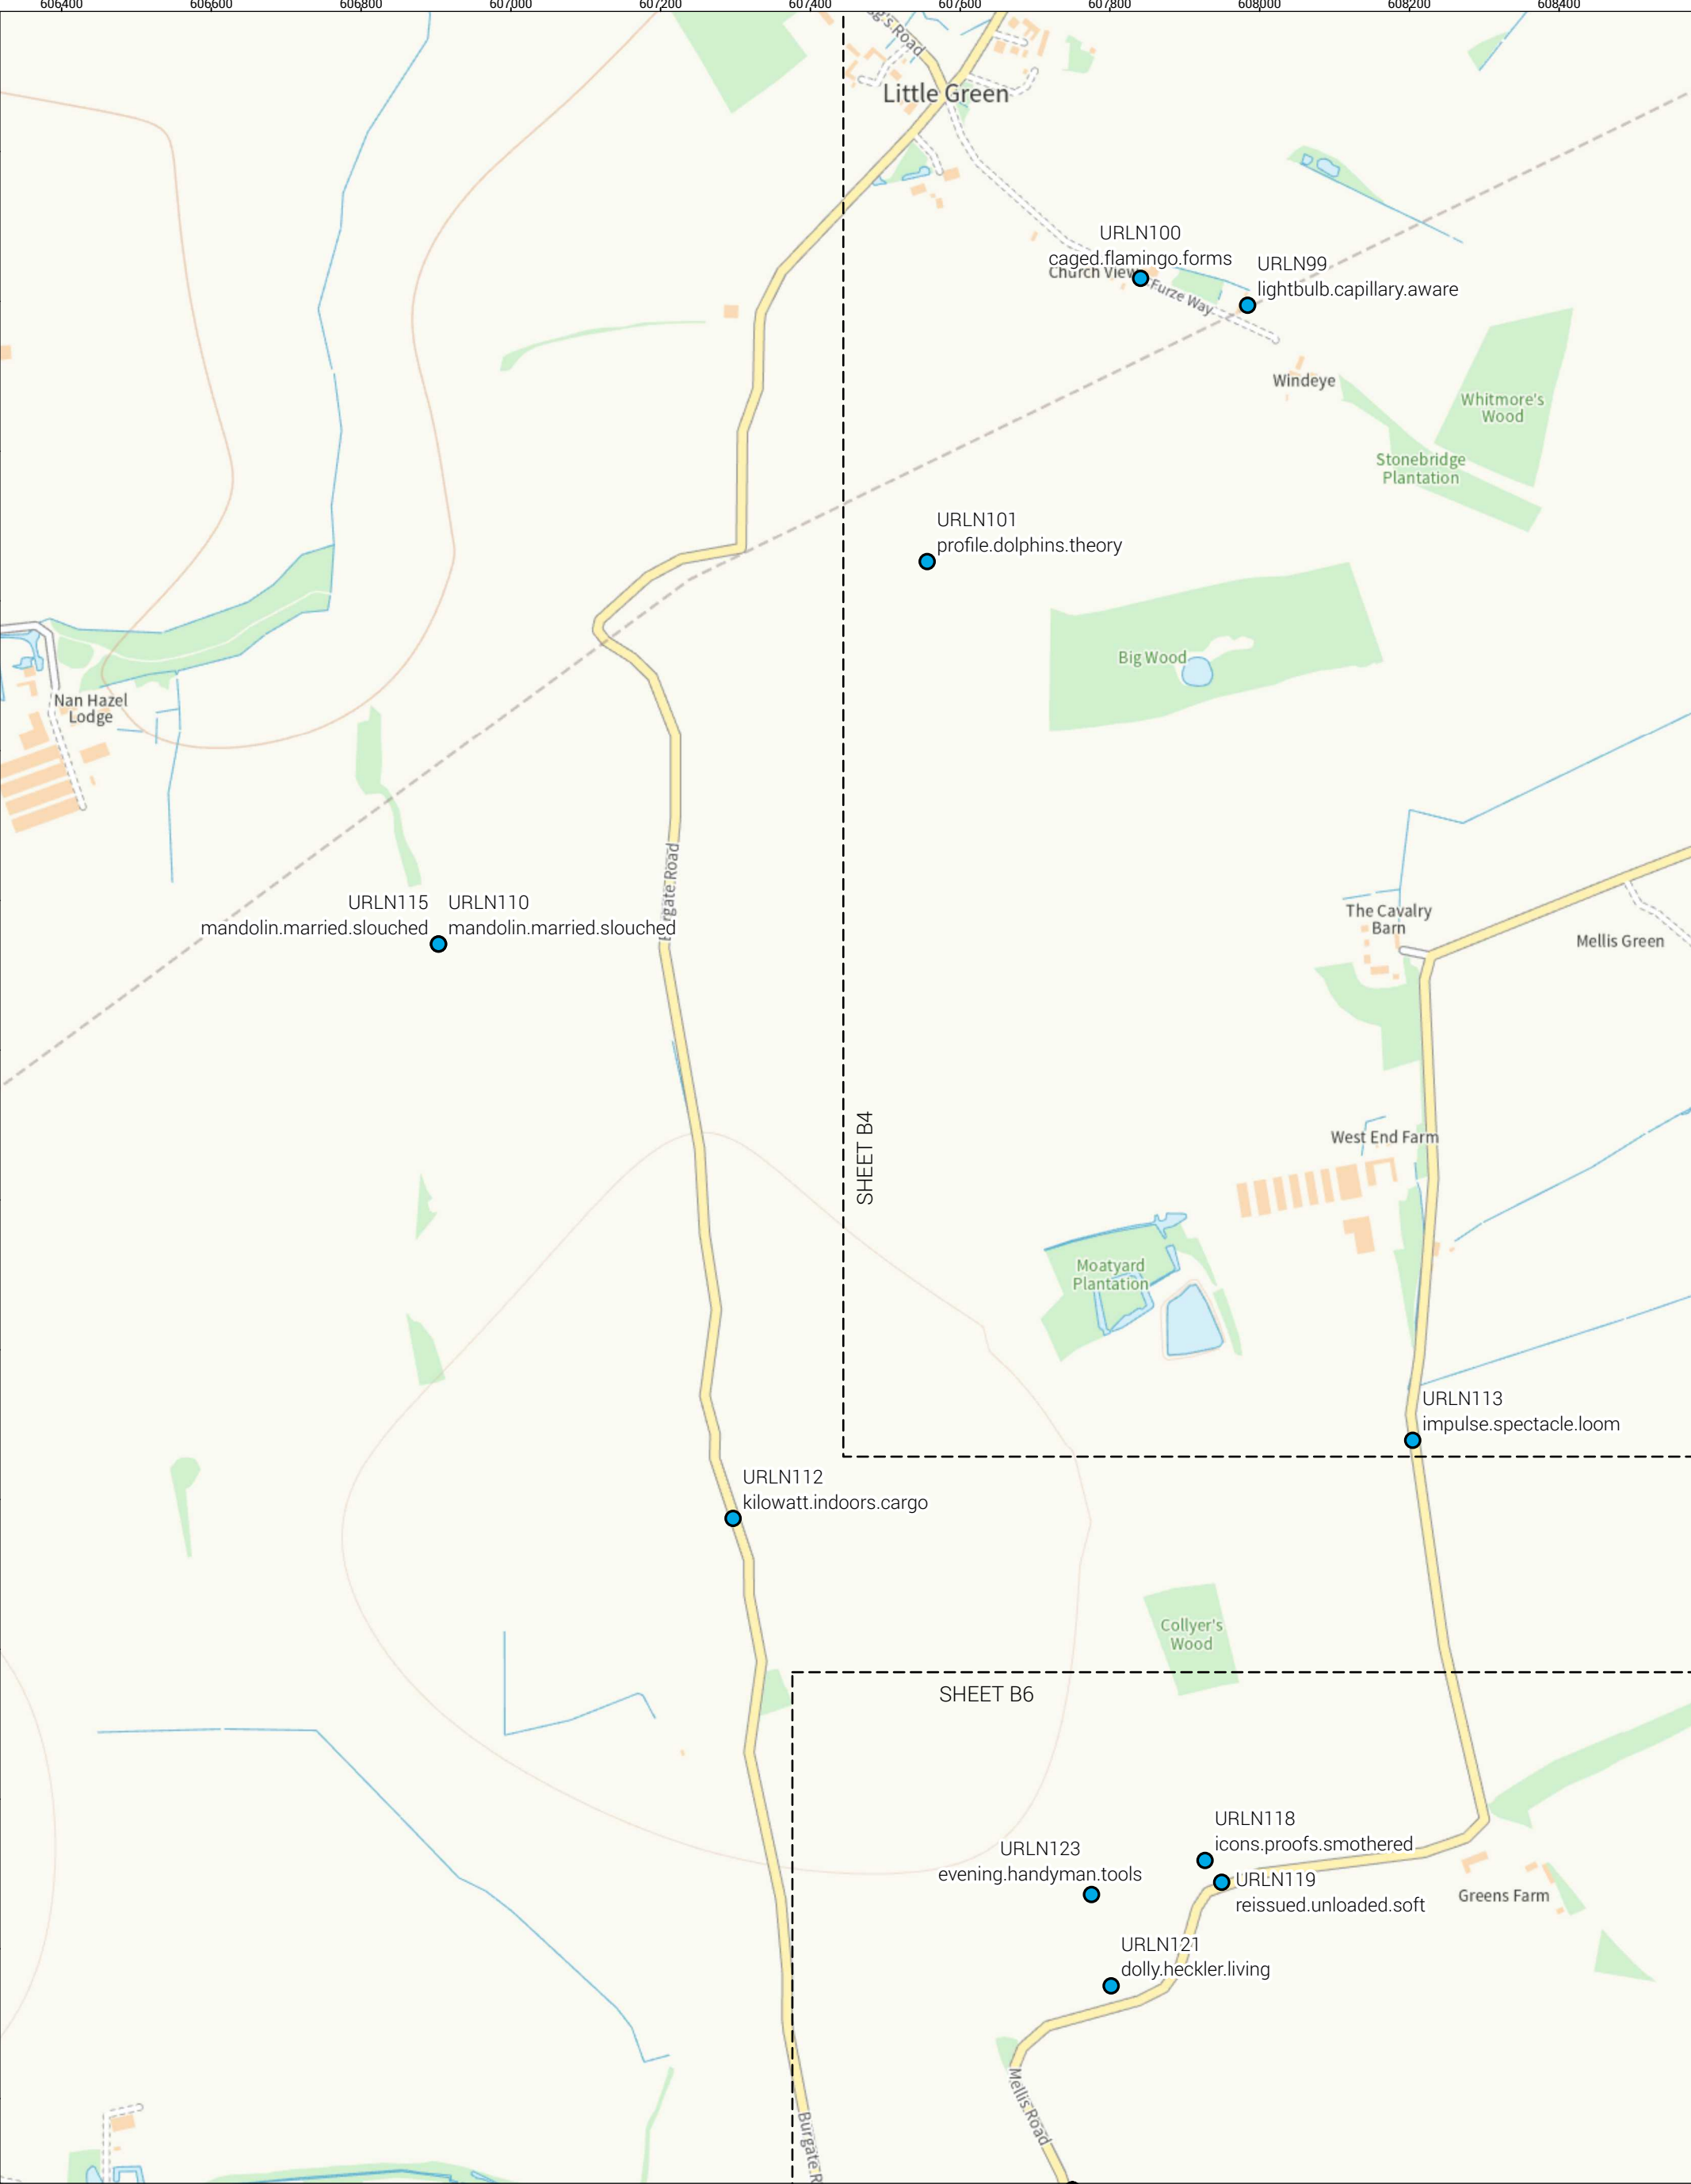 606400 606600 606800 607000 607200 607400 607600 607800 608000 608200 608400
g's Road
Little Green
URLN100
caged.flamingo.forms
Church View
URLN99
lightbulb.capillary.aware
Furze Way
Windeye
Whitmore's
Wood
Stonebridge
Plantation
URLN101
profile.dolphins.theory
Big Wood
Nan Hazel
Lodge
Burgate Road
URLN115
mandolin.married.slouched
URLN110
mandolin.married.slouched
The Cavalry
Barn
Mellis Green
SHEET B4
West End Farm
Moatyard
Plantation
URLN113
impulse.spectacle.loom
URLN112
kilowatt.indoors.cargo
Collyer's
Wood
SHEET B6
URLN118
icons.proofs.smothered
URLN123
evening.handyman.tools
URLN119
reissued.unloaded.soft
Greens Farm
URLN121
dolly.heckler.living
Mellis Road
Burgate R